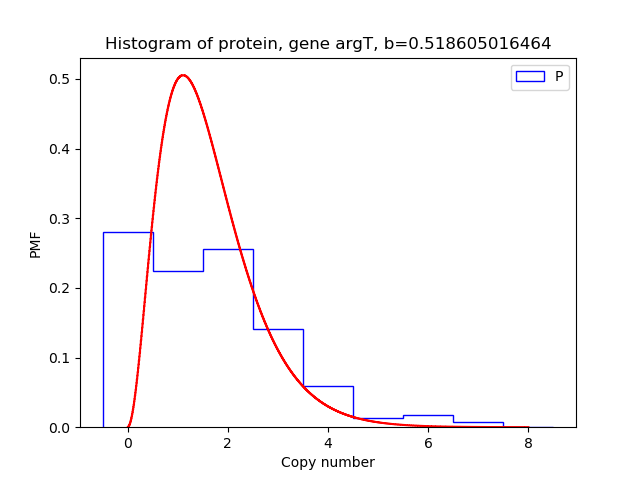 Histogram of protein, gene argT, b=0.518605016464
P
0.5
0.4
0.3
0.2
0.1
0.0
PMF
0 2 4 6 8
Copy number